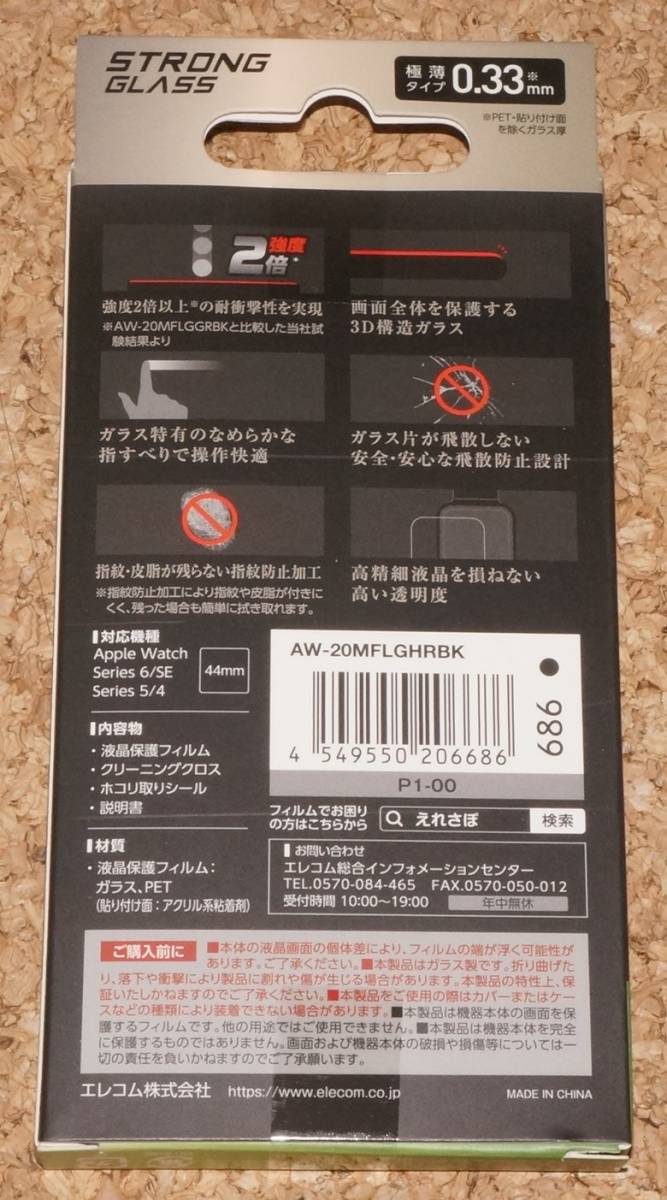 STRONG
GLASS
極薄
タイプ
0.33※mm
※PET・貼り付け面
を除くガラス厚
強度
2倍※
強度2倍以上※の耐衝撃性を実現
※AW-20MFLGGRBKと比較した当社試
験結果より
画面全体を保護する
3D構造ガラス
ガラス特有のなめらかな
指すべりで操作快適
ガラス片が飛散しない
安全・安心な飛散防止設計
指紋・皮脂が残らない指紋防止加工
※指紋防止加工により指紋や皮脂が付きに
くく、残った場合も簡単に拭き取れます。
高精細液晶を損ねない
高い透明度
対応機種
Apple Watch
Series 6/SE
Series 5/4
44mm
内容物
・液晶保護フィルム
・クリーニングクロス
・ホコリ取りシール
・説明書
材質
・液晶保護フィルム：
ガラス、PET
(貼り付け面：アクリル系粘着剤)
AW-20MFLGHRBK
4 549550 206686
686
P1-00
フィルムでお困り
の方はこちらから
えれさぽ
検索
お問い合わせ
エレコム総合インフォメーションセンター
TEL.0570-084-465 FAX.0570-050-012
受付時間 10:00～19:00 年中無休
ご購入前に
■本体の液晶画面の個体差により、フィルムの端が浮く可能性が
あります。ご了承ください。■本製品はガラス製です。折り曲げた
り、落下や衝撃により製品に割れや傷が生じる場合があります。本製品の特性上、保
証いたしかねますのでご了承ください。■本製品をご使用の際はカバーまたはケー
スなどの種類により装着できない場合があります。■本製品は機器本体の画面を保
護するフィルムです。他の用途ではご使用できません。■本製品は機器本体を完全
に保護するものではありません。画面および機器本体の破損や損傷等については一
切の責任を負いかねますのでご了承願います。
エレコム株式会社 https://www.elecom.co.jp
MADE IN CHINA